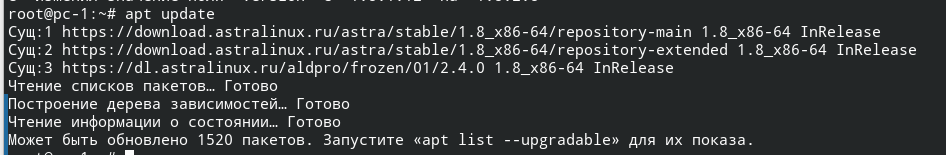 root@pc-1:~# apt update
Сущ:1 https://download.astralinux.ru/astra/stable/1.8_x86-64/repository-main 1.8_x86-64 InRelease
Сущ:2 https://download.astralinux.ru/astra/stable/1.8_x86-64/repository-extended 1.8_x86-64 InRelease
Сущ:3 https://dl.astralinux.ru/aldpro/frozen/01/2.4.0 1.8_x86-64 InRelease
Чтение списков пакетов… Готово
Построение дерева зависимостей… Готово
Чтение информации о состоянии… Готово
Может быть обновлено 1520 пакетов. Запустите «apt list --upgradable» для их показа.